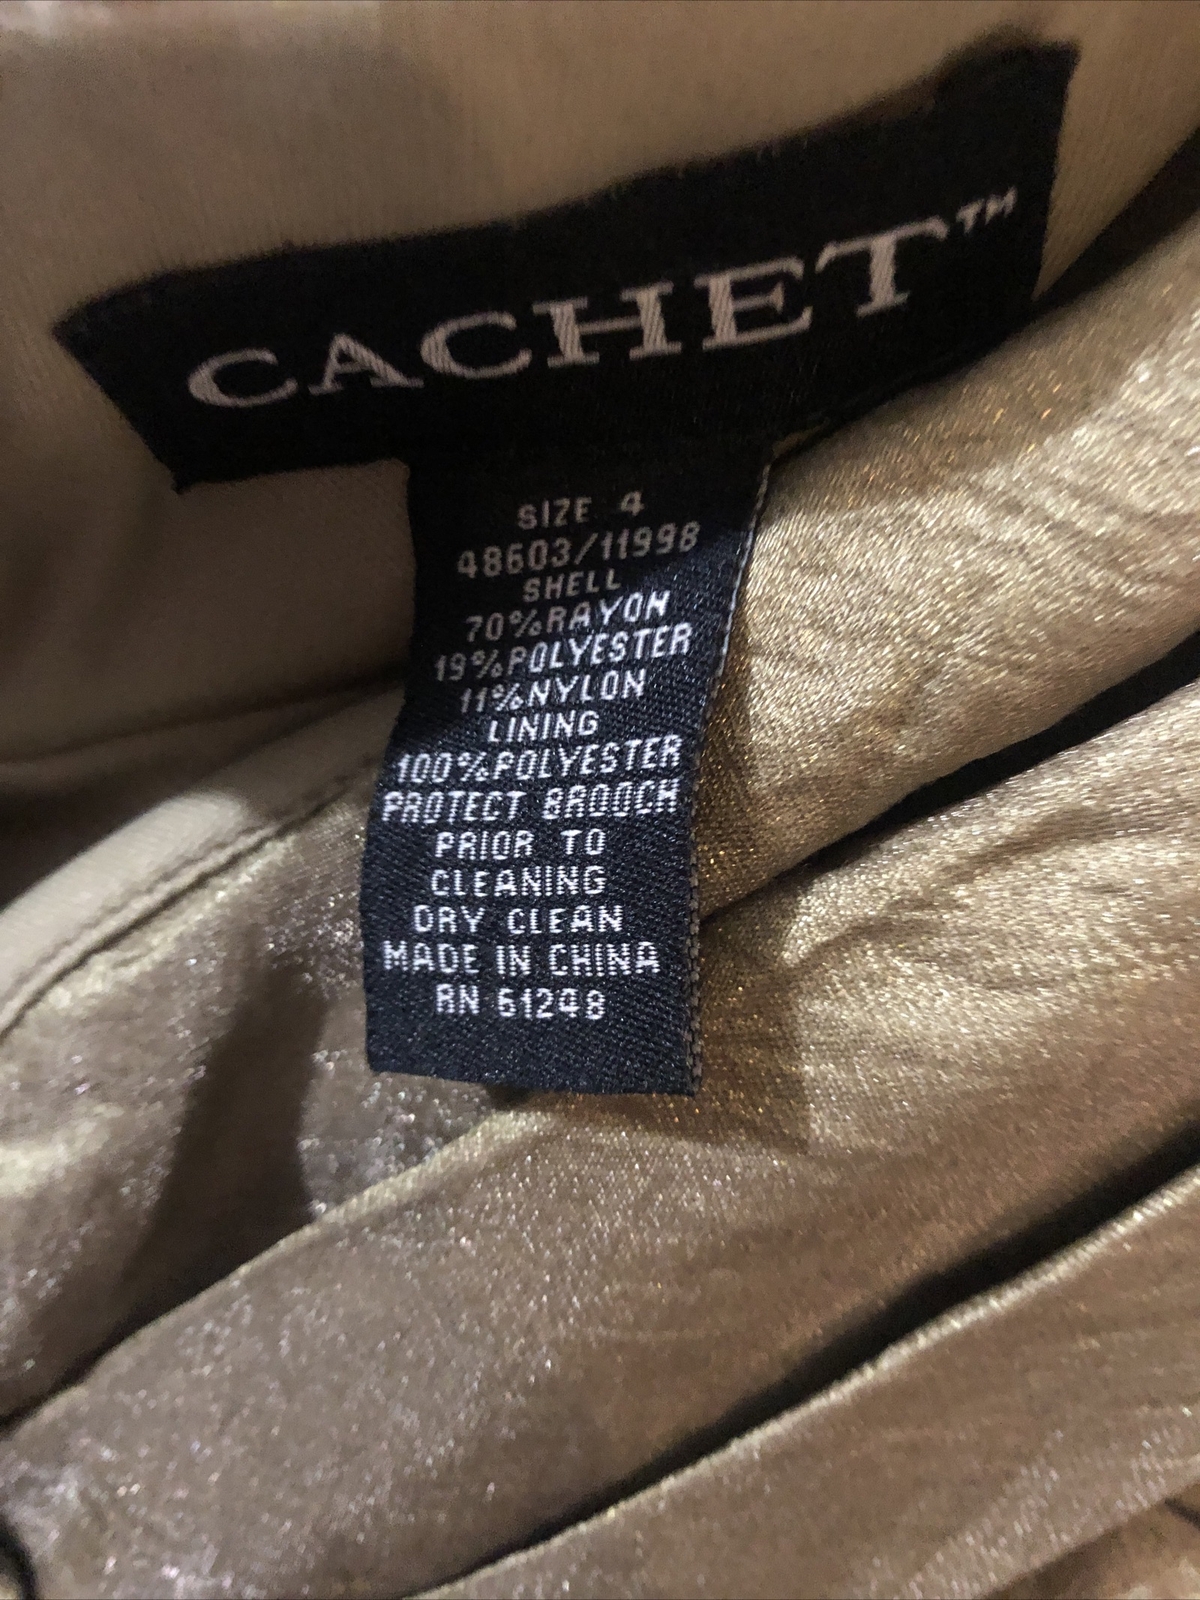 CACHET™
SIZE 4
48603/11998
SHELL
70%RAYON
19%POLYESTER
11%NYLON
LINING
100%POLYESTER
PROTECT BROOCH
PRIOR TO
CLEANING
DRY CLEAN
MADE IN CHINA
RN 61248